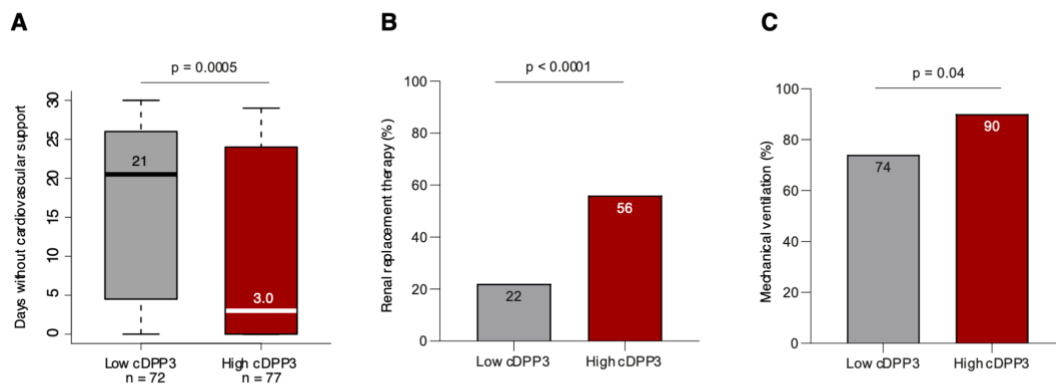 A
p = 0.0005
Days without cardiovascular support
30
25
20
15
10
5
0
21
3.0
Low cDPP3
n = 72
High cDPP3
n = 77
B
p < 0.0001
Renal replacement therapy (%)
100
80
60
40
20
0
22
56
Low cDPP3
High cDPP3
C
p = 0.04
Mechanical ventilation (%)
100
80
60
40
20
0
74
90
Low cDPP3
High cDPP3